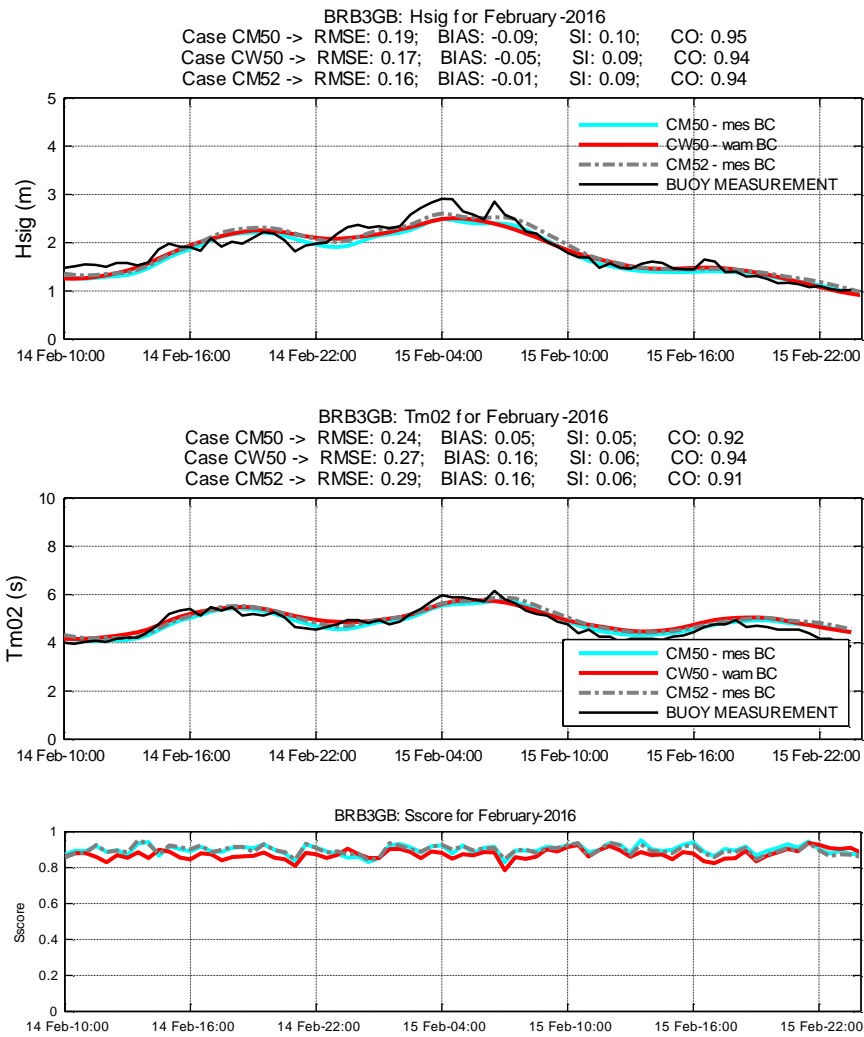 BRB3GB: Hsig for February-2016
Case CM50 -> RMSE: 0.19; BIAS: -0.09; SI: 0.10; CO: 0.95
Case CW50 -> RMSE: 0.17; BIAS: -0.05; SI: 0.09; CO: 0.94
Case CM52 -> RMSE: 0.16; BIAS: -0.01; SI: 0.09; CO: 0.94
5
4
3
2
1
0
Hsig (m)
CM50 - mes BC
CW50 - wam BC
CM52 - mes BC
BUOY MEASUREMENT
14 Feb-10:00 14 Feb-16:00 14 Feb-22:00 15 Feb-04:00 15 Feb-10:00 15 Feb-16:00 15 Feb-22:00
BRB3GB: Tm02 for February-2016
Case CM50 -> RMSE: 0.24; BIAS: 0.05; SI: 0.05; CO: 0.92
Case CW50 -> RMSE: 0.27; BIAS: 0.16; SI: 0.06; CO: 0.94
Case CM52 -> RMSE: 0.29; BIAS: 0.16; SI: 0.06; CO: 0.91
10
8
6
4
2
0
Tm02 (s)
CM50 - mes BC
CW50 - wam BC
CM52 - mes BC
BUOY MEASUREMENT
14 Feb-10:00 14 Feb-16:00 14 Feb-22:00 15 Feb-04:00 15 Feb-10:00 15 Feb-16:00 15 Feb-22:00
BRB3GB: Sscore for February-2016
1
0.8
0.6
0.4
0.2
0
Sscore
14 Feb-10:00 14 Feb-16:00 14 Feb-22:00 15 Feb-04:00 15 Feb-10:00 15 Feb-16:00 15 Feb-22:00